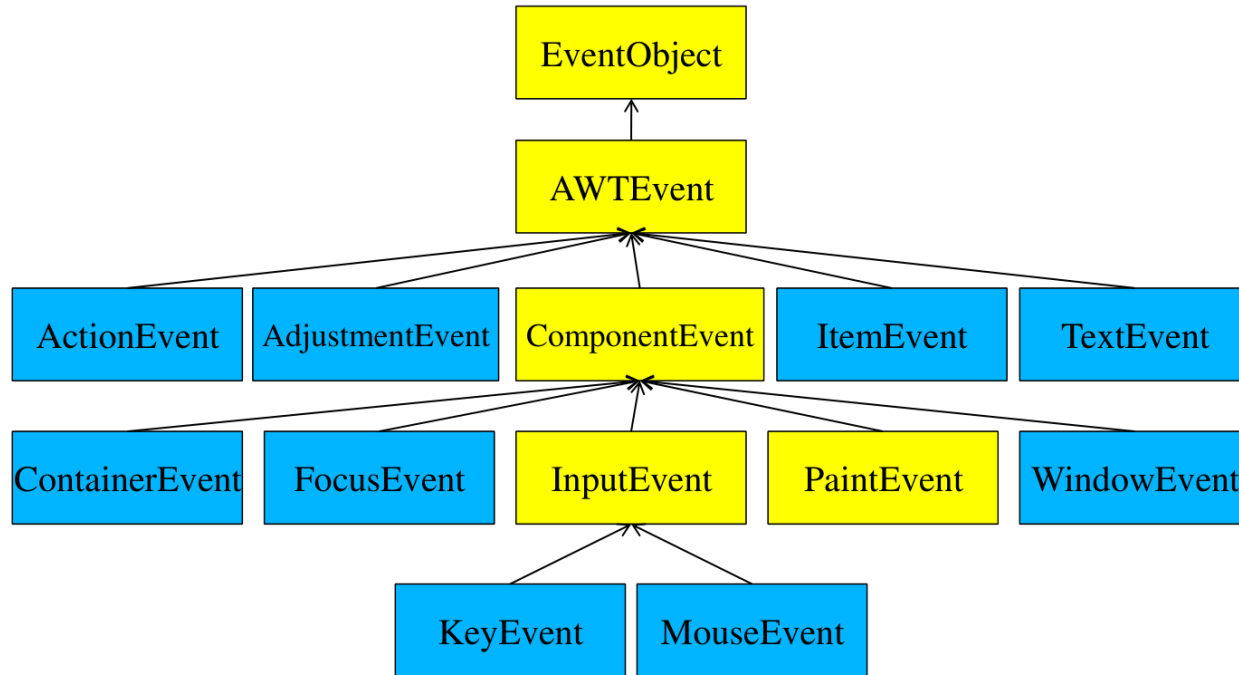 EventObject
AWTEvent
ActionEvent
AdjustmentEvent
ComponentEvent
ItemEvent
TextEvent
ContainerEvent
FocusEvent
InputEvent
PaintEvent
WindowEvent
KeyEvent
MouseEvent